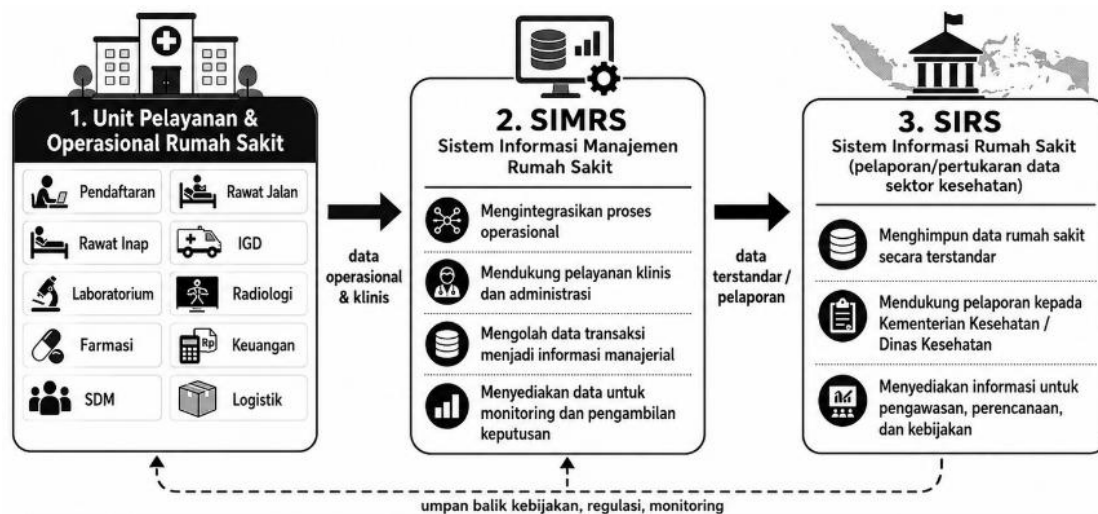 1. Unit Pelayanan &
Operasional Rumah Sakit
Pendaftaran
Rawat Jalan
Rawat Inap
IGD
Laboratorium
Radiologi
Farmasi
Rp
Keuangan
SDM
Logistik
data
operasional
& klinis
2. SIMRS
Sistem Informasi Manajemen
Rumah Sakit
Mengintegrasikan proses
operasional
Mendukung pelayanan klinis
dan administrasi
Mengolah data transaksi
menjadi informasi manajerial
Menyediakan data untuk
monitoring dan pengambilan
keputusan
data
terstandar /
pelaporan
3. SIRS
Sistem Informasi Rumah Sakit
(pelaporan/pertukaran data
sektor kesehatan)
Menghimpun data rumah sakit
secara terstandar
Mendukung pelaporan kepada
Kementerian Kesehatan /
Dinas Kesehatan
Menyediakan informasi untuk
pengawasan, perencanaan,
dan kebijakan
umpan balik kebijakan, regulasi, monitoring